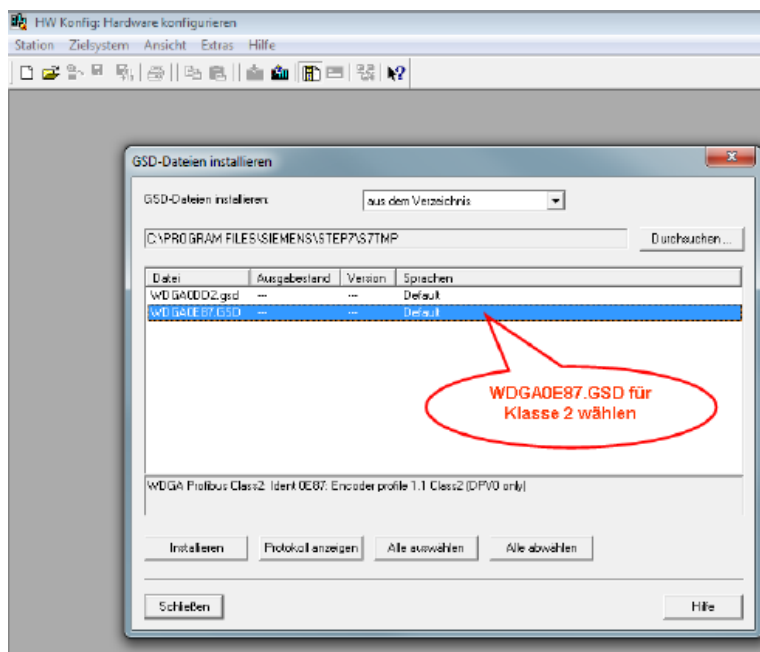 HW Konfig: Hardware konfigurieren
Station Zielsystem Ansicht Extras Hilfe
GSD-Dateien installieren
GSD-Dateien installieren: aus dem Verzeichnis
C:\PROGRAM FILES\SIEMENS\STEP7\S7TMP Durchsuchen ...
Datei Ausgabestand Version Sprachen
WDGA0DD2.gsd --- --- Default
WDGA0E87.GSD --- --- Default
WDGA0E87.GSD für
Klasse 2 wählen
WDGA Profibus Class2. Ident 0E87. Encoder profile 1.1 Class2 (DPV0 only)
Installieren Protokoll anzeigen Alle auswählen Alle abwählen
Schließen Hilfe